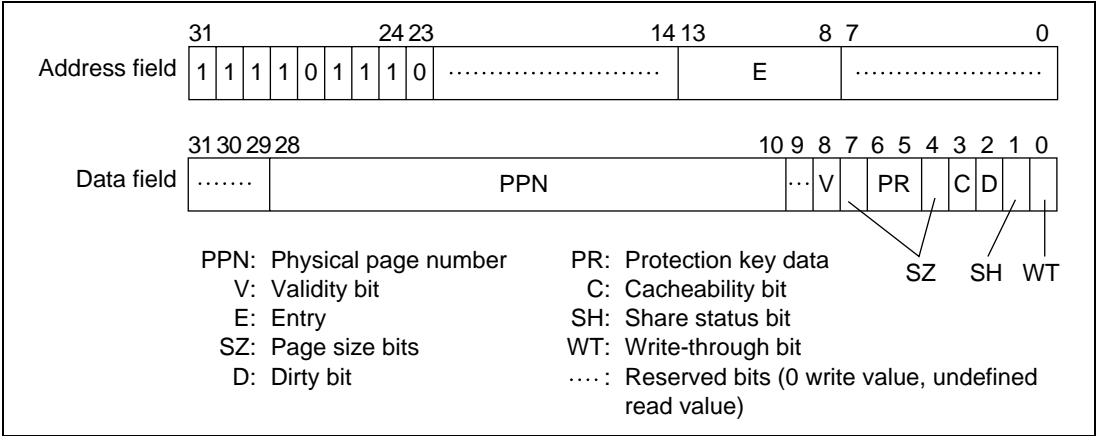 31 24 23 14 13 8 7 0
Address field 1 1 1 1 0 1 1 1 0 ........................ E .....................
31 30 29 28 10 9 8 7 6 5 4 3 2 1 0
Data field ....... PPN ... V PR C D
SZ SH WT
PPN: Physical page number
V: Validity bit
E: Entry
SZ: Page size bits
D: Dirty bit
PR: Protection key data
C: Cacheability bit
SH: Share status bit
WT: Write-through bit
....: Reserved bits (0 write value, undefined
read value)